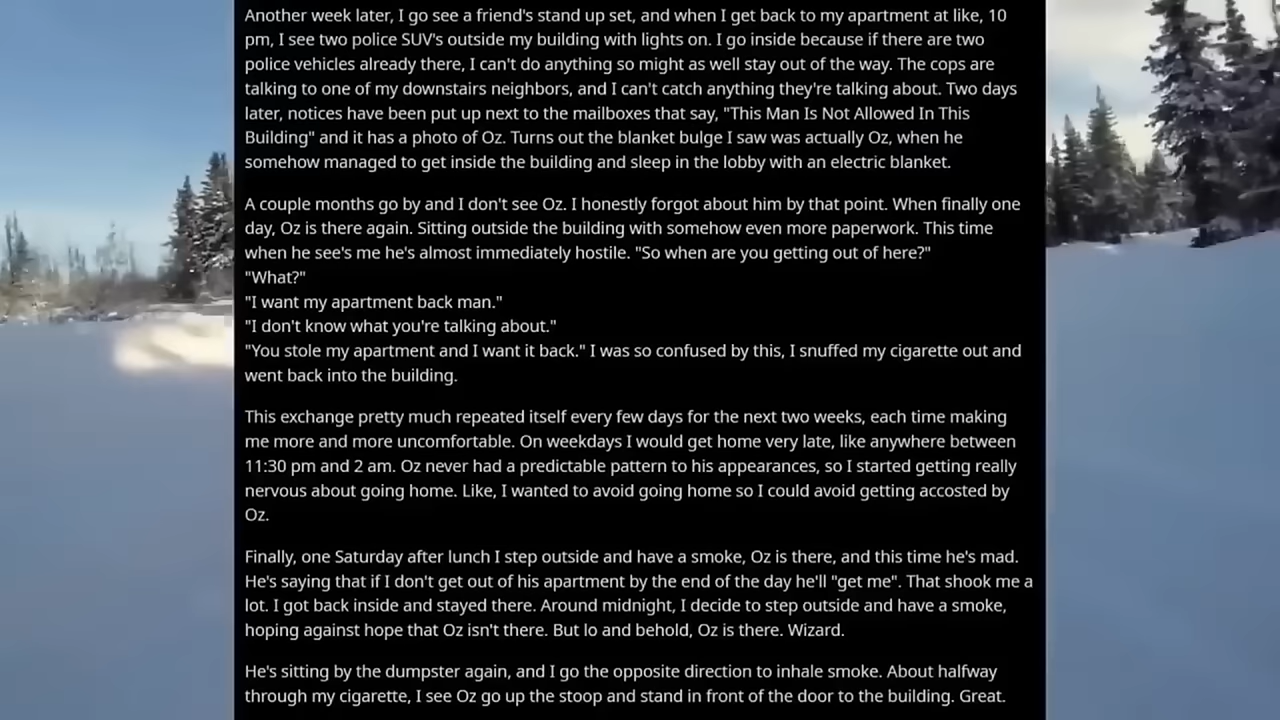 Another week later, I go see a friend's stand up set, and when I get back to my apartment at like, 10
pm, I see two police SUV's outside my building with lights on. I go inside because if there are two
police vehicles already there, I can't do anything so might as well stay out of the way. The cops are
talking to one of my downstairs neighbors, and I can't catch anything they're talking about. Two days
later, notices have been put up next to the mailboxes that say, "This Man Is Not Allowed In This
Building" and it has a photo of Oz. Turns out the blanket bulge I saw was actually Oz, when he
somehow managed to get inside the building and sleep in the lobby with an electric blanket.
A couple months go by and I don't see Oz. I honestly forgot about him by that point. When finally one
day, Oz is there again. Sitting outside the building with somehow even more paperwork. This time
when he see's me he's almost immediately hostile. "So when are you getting out of here?"
"What?"
"I want my apartment back man."
"I don't know what you're talking about."
"You stole my apartment and I want it back." I was so confused by this, I snuffed my cigarette out and
went back into the building.
This exchange pretty much repeated itself every few days for the next two weeks, each time making
me more and more uncomfortable. On weekdays I would get home very late, like anywhere between
11:30 pm and 2 am. Oz never had a predictable pattern to his appearances, so I started getting really
nervous about going home. Like, I wanted to avoid going home so I could avoid getting accosted by
Oz.
Finally, one Saturday after lunch I step outside and have a smoke, Oz is there, and this time he's mad.
He's saying that if I don't get out of his apartment by the end of the day he'll "get me". That shook me a
lot. I got back inside and stayed there. Around midnight, I decide to step outside and have a smoke,
hoping against hope that Oz isn't there. But lo and behold, Oz is there. Wizard.
He's sitting by the dumpster again, and I go the opposite direction to inhale smoke. About halfway
through my cigarette, I see Oz go up the stoop and stand in front of the door to the building. Great.